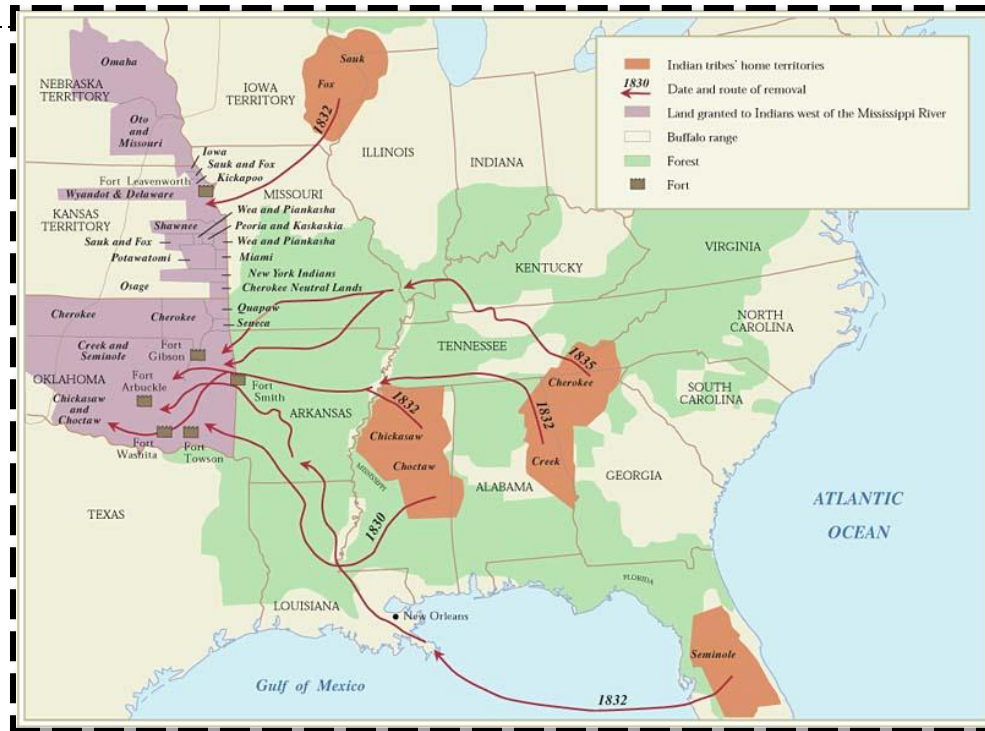 Indian tribes' home territories
1830
Date and route of removal
Land granted to Indians west of the Mississippi River
Buffalo range
Forest
Fort
Omaha
NEBRASKA
TERRITORY
Oto
and
Missouri
IOWA
TERRITORY
Sauk
Fox
1832
ILLINOIS
INDIANA
Iowa
Sauk and Fox
Kickapoo
Fort Leavenworth
Wyandot & Delaware
MISSOURI
KANSAS
TERRITORY
Shawnee
Wea and Piankasha
Peoria and Kaskaskia
Wea and Piankasha
Sauk and Fox
Potawatomi
Miami
New York Indians
Osage
Cherokee Neutral Lands
Quapaw
Seneca
Cherokee
Cherokee
Creek and
Seminole
Fort
Gibson
OKLAHOMA
Fort
Arbuckle
Chickasaw
and
Choctaw
Fort
Washita
Fort
Towson
Fort
Smith
ARKANSAS
KENTUCKY
VIRGINIA
TENNESSEE
NORTH
CAROLINA
SOUTH
CAROLINA
1835
Cherokee
1832
Creek
1832
Chickasaw
Choctaw
MISSISSIPPI
ALABAMA
GEORGIA
1830
TEXAS
LOUISIANA
New Orleans
FLORIDA
Seminole
1832
ATLANTIC
OCEAN
Gulf of Mexico